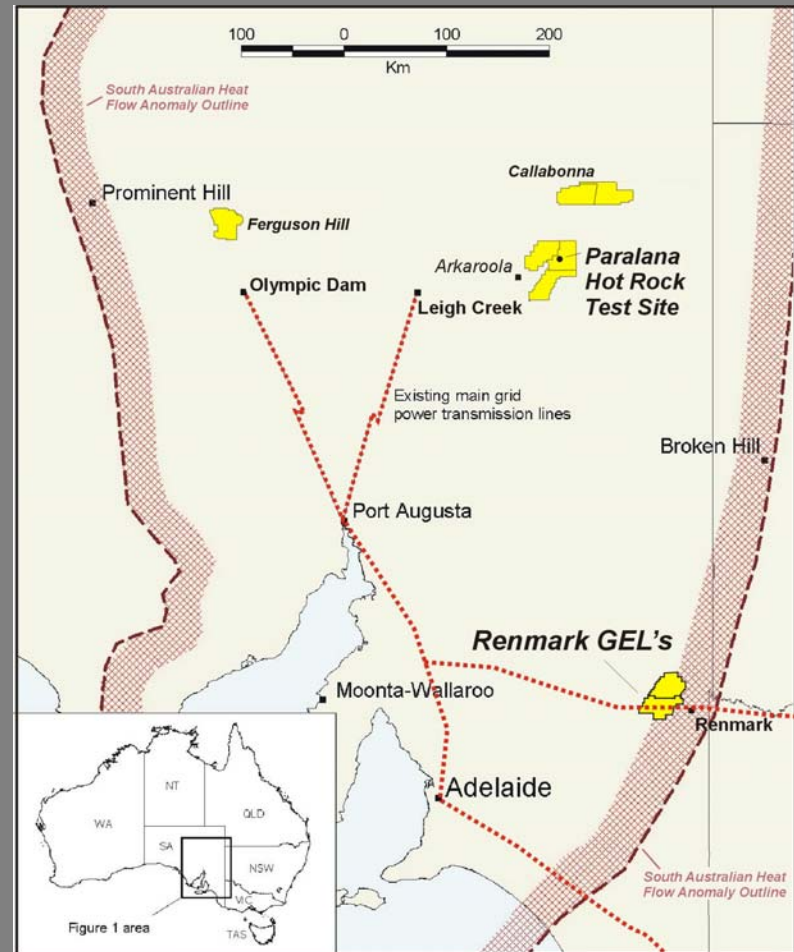 100 0 100 200
Km
South Australian Heat
Flow Anomaly Outline
Callabonna
Prominent Hill
Ferguson Hill
Arkaroola
Paralana
Hot Rock
Test Site
Olympic Dam
Leigh Creek
Existing main grid
power transmission lines
Broken Hill
Port Augusta
Renmark GEL's
Moonta-Wallaroo
Renmark
Adelaide
South Australian Heat
Flow Anomaly Outline
NT
WA
QLD
SA
NSW
VIC
TAS
Figure 1 area